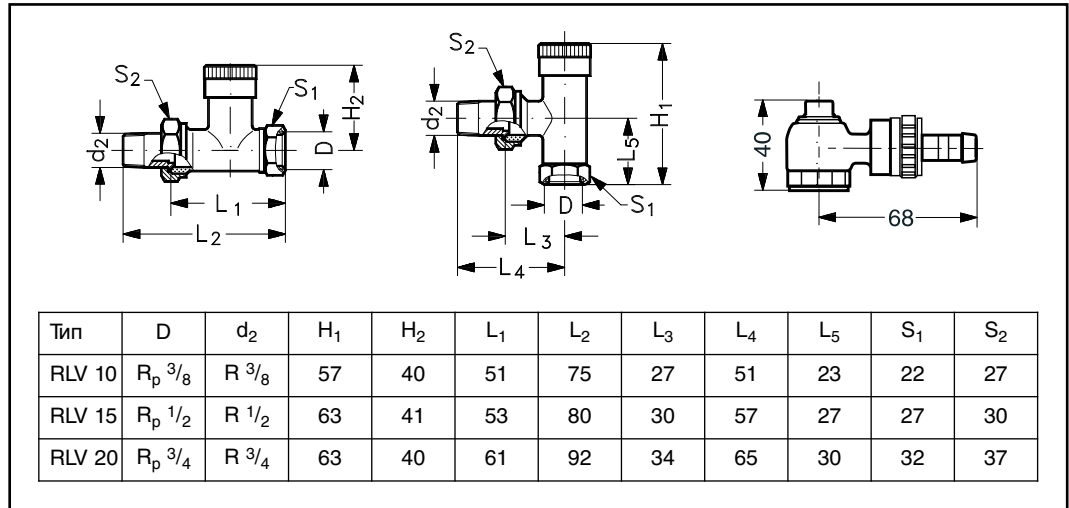 S₂ S₁ H₂ d₂ D L₁ L₂
S₂ d₂ H₁ L₅ S₁ D L₃ L₄
40 68
Тип D d₂ H₁ H₂ L₁ L₂ L₃ L₄ L₅ S₁ S₂
RLV 10 Rₚ 3/8 R 3/8 57 40 51 75 27 51 23 22 27
RLV 15 Rₚ 1/2 R 1/2 63 41 53 80 30 57 27 27 30
RLV 20 Rₚ 3/4 R 3/4 63 40 61 92 34 65 30 32 37